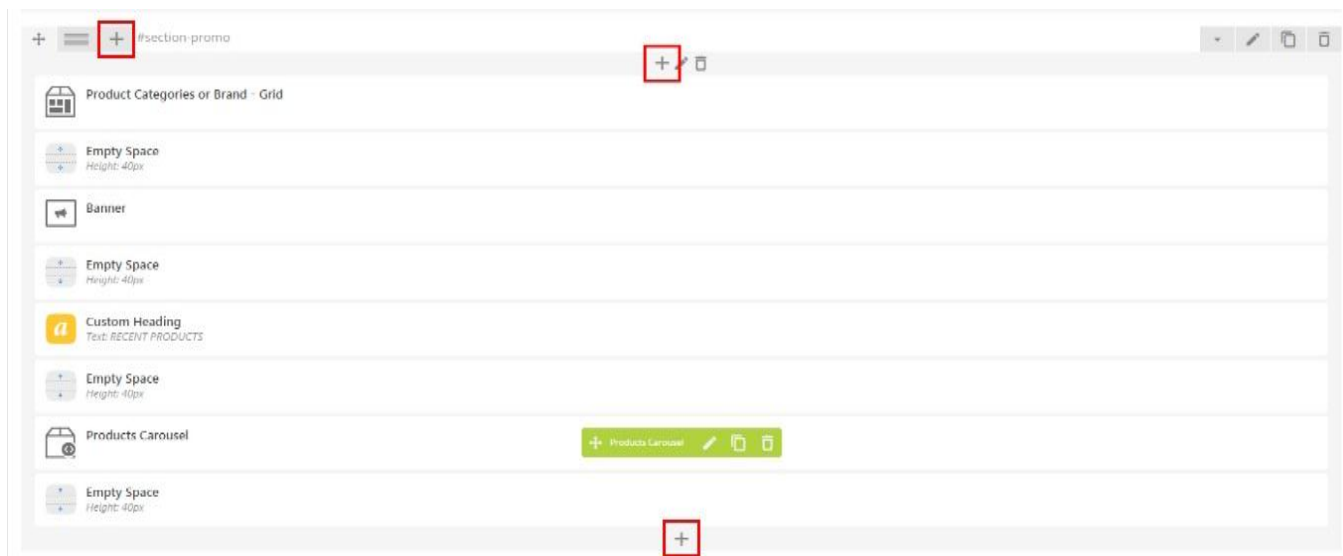 #section-promo
Product Categories or Brand - Grid
Empty Space
Height: 40px
Banner
Empty Space
Height: 40px
a
Custom Heading
Text: RECENT PRODUCTS
Empty Space
Height: 40px
Products Carousel
Products Carousel
Empty Space
Height: 40px